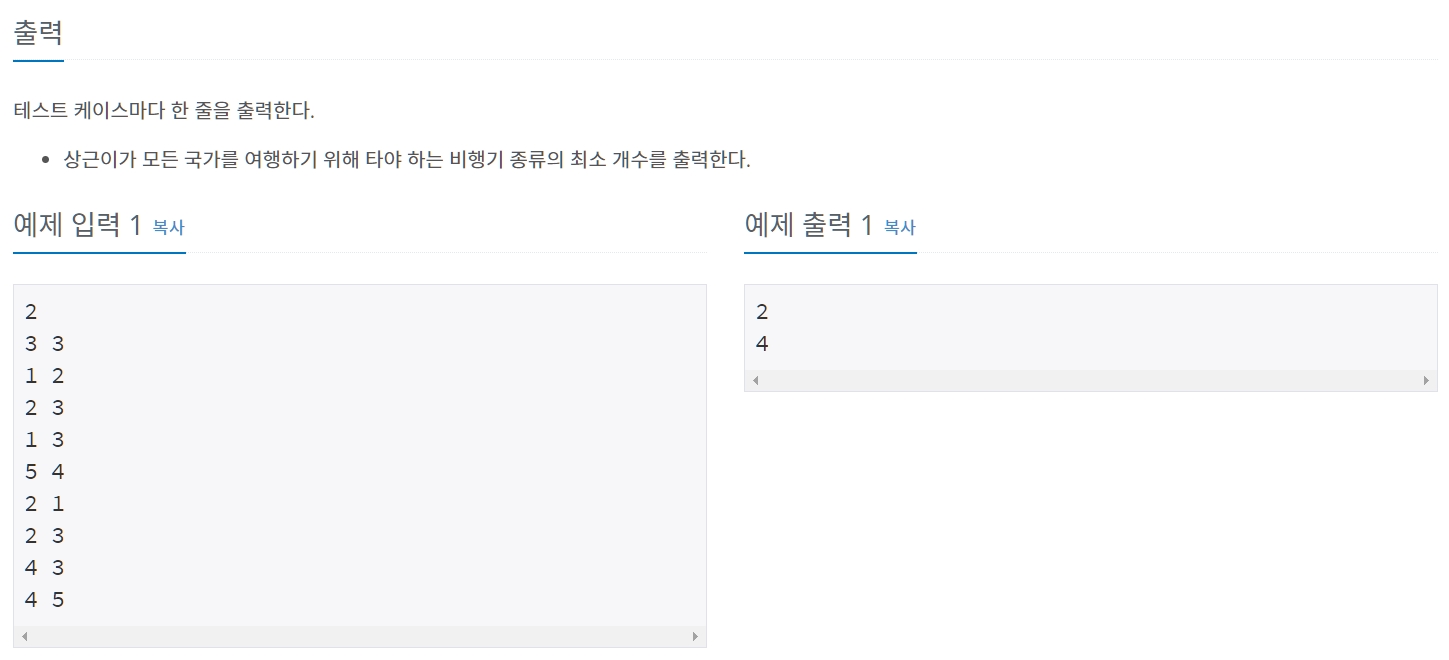 출력
테스트 케이스마다 한 줄을 출력한다.
상근이가 모든 국가를 여행하기 위해 타야 하는 비행기 종류의 최소 개수를 출력한다.
예제 입력 1 복사
2
3 3
1 2
2 3
1 3
5 4
2 1
2 3
4 3
4 5
예제 출력 1 복사
2
4